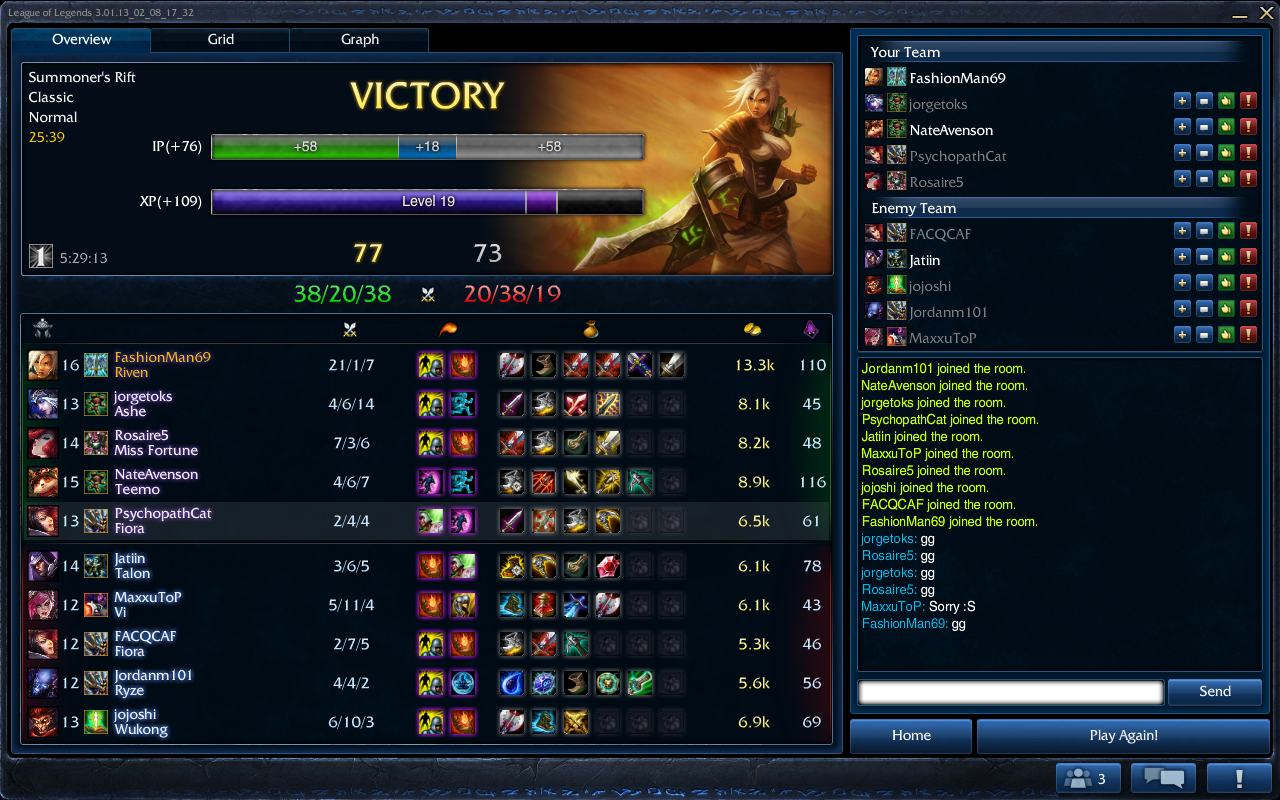 League of Legends 3.01.13_02_08_17_32
Overview
Grid
Graph
Summoner's Rift
Classic
Normal
25:39
VICTORY
IP(+76)
+58
+18
+58
XP(+109)
Level 19
1
5:29:13
77
73
38/20/38
20/38/19
16
FashionMan69
Riven
21/1/7
13.3k
110
13
jorgetoks
Ashe
4/6/14
8.1k
45
14
Rosaire5
Miss Fortune
7/3/6
8.2k
48
15
NateAvenson
Teemo
4/6/7
8.9k
116
13
PsychopathCat
Fiora
2/4/4
6.5k
61
14
Jatiin
Talon
3/6/5
6.1k
78
12
MaxxuToP
Vi
5/11/4
6.1k
43
12
FACQCAF
Fiora
2/7/5
5.3k
46
12
Jordanm101
Ryze
4/4/2
5.6k
56
13
jojoshi
Wukong
6/10/3
6.9k
69
Your Team
FashionMan69
jorgetoks
NateAvenson
PsychopathCat
Rosaire5
Enemy Team
FACQCAF
Jatiin
jojoshi
Jordanm101
MaxxuToP
Jordanm101 joined the room.
NateAvenson joined the room.
jorgetoks joined the room.
PsychopathCat joined the room.
Jatiin joined the room.
MaxxuToP joined the room.
Rosaire5 joined the room.
jojoshi joined the room.
FACQCAF joined the room.
FashionMan69 joined the room.
jorgetoks: gg
Rosaire5: gg
jorgetoks: gg
Rosaire5: gg
MaxxuToP: Sorry :S
FashionMan69: gg
Send
Home
Play Again!
3